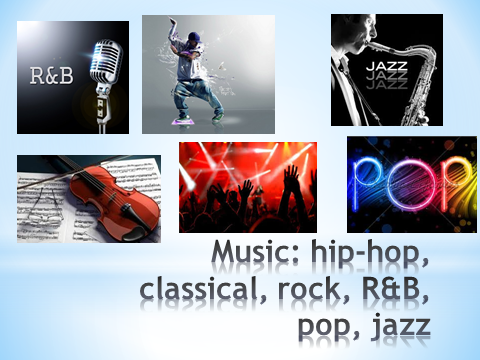 R&B
JAZZ
JAZZ
JAZZ
POP
Music: hip-hop,
classical, rock, R&B,
pop, jazz